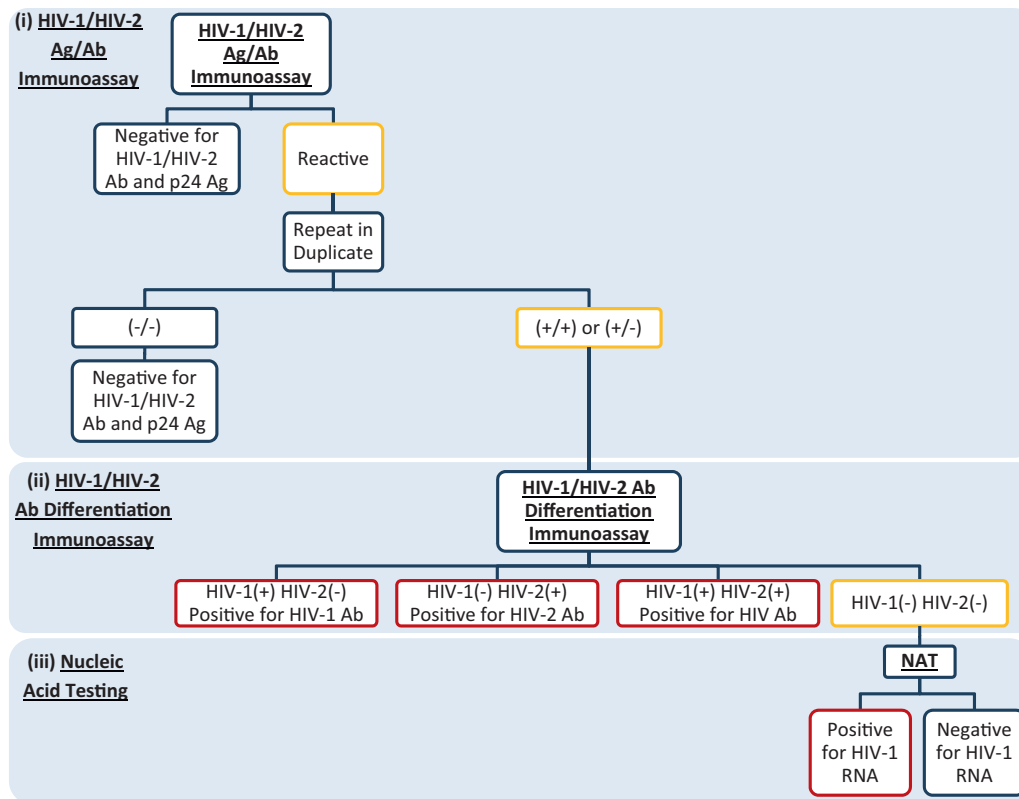 (i) HIV-1/HIV-2
Ag/Ab
Immunoassay
HIV-1/HIV-2
Ag/Ab
Immunoassay
Negative for
HIV-1/HIV-2
Ab and p24 Ag
Reactive
Repeat in
Duplicate
(-/-)
(+/+) or (+/-)
Negative for
HIV-1/HIV-2
Ab and p24 Ag
(ii) HIV-1/HIV-2
Ab Differentiation
Immunoassay
HIV-1/HIV-2 Ab
Differentiation
Immunoassay
HIV-1(+) HIV-2(-)
Positive for HIV-1 Ab
HIV-1(-) HIV-2(+)
Positive for HIV-2 Ab
HIV-1(+) HIV-2(+)
Positive for HIV Ab
HIV-1(-) HIV-2(-)
(iii) Nucleic
Acid Testing
NAT
Positive
for HIV-1
RNA
Negative
for HIV-1
RNA